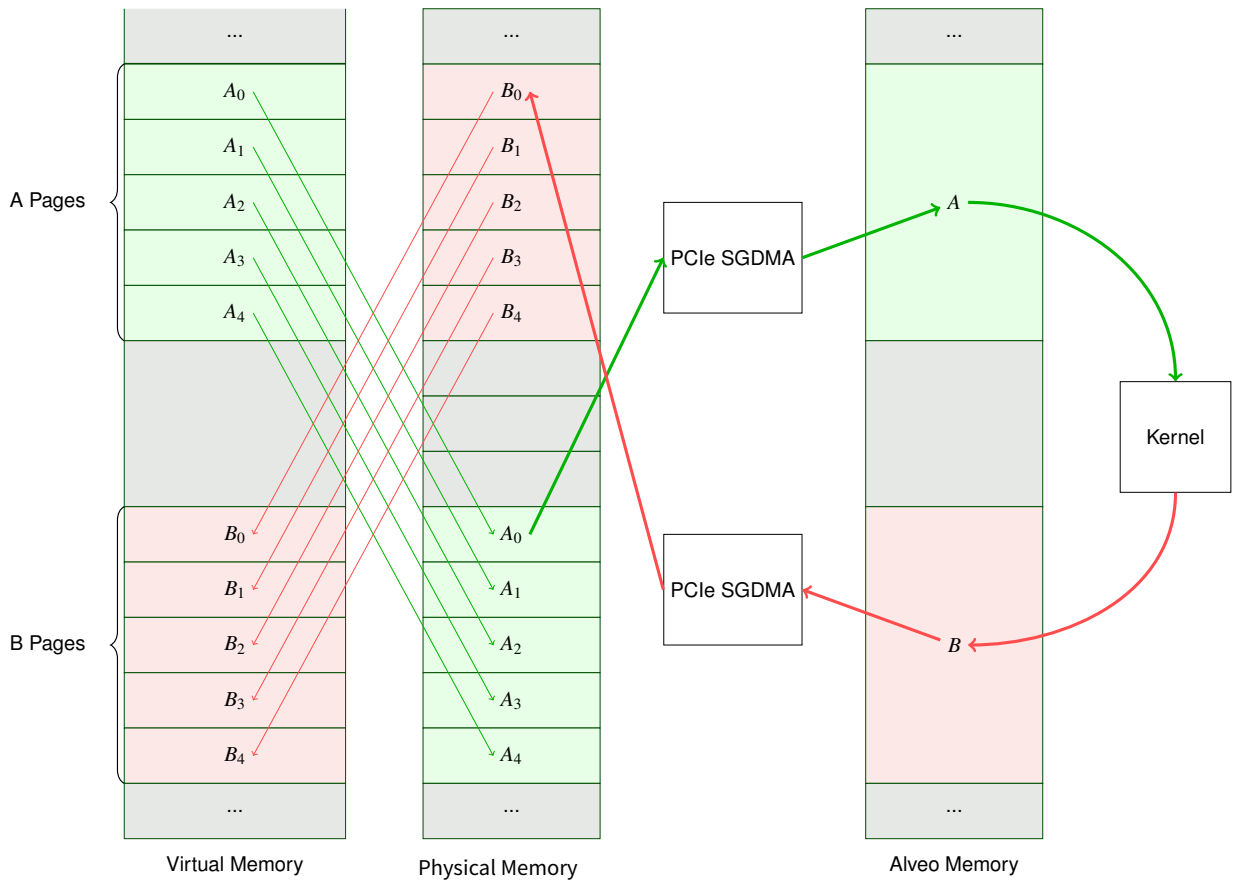 ...
...
...
A₀
B₀
A₁
B₁
A Pages
A₂
B₂
A
A₃
B₃
PCIe SGDMA
A₄
B₄
Kernel
B₀
A₀
B₁
A₁
PCIe SGDMA
B Pages
B₂
A₂
B
B₃
A₃
B₄
A₄
...
...
...
Virtual Memory
Physical Memory
Alveo Memory